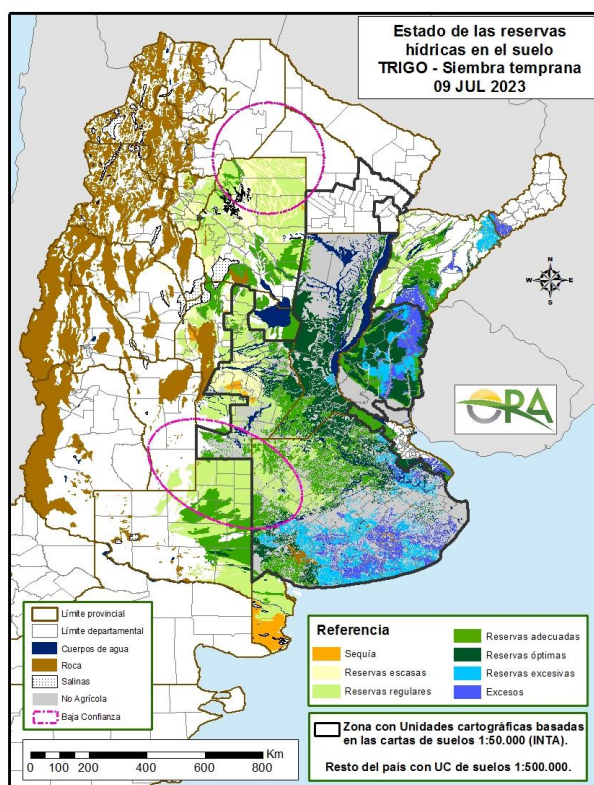 Estado de las reservas
hídricas en el suelo
TRIGO - Siembra temprana
09 JUL 2023
N
W
E
S
ORA
Límite provincial
Límite departamental
Cuerpos de agua
Roca
Salinas
No Agrícola
Baja Confianza
Referencia
Sequía
Reservas escasas
Reservas regulares
Reservas adecuadas
Reservas óptimas
Reservas excesivas
Excesos
Zona con Unidades cartográficas basadas
en las cartas de suelos 1:50.000 (INTA).
Resto del país con UC de suelos 1:500.000.
Km
0 100 200 400 600 800